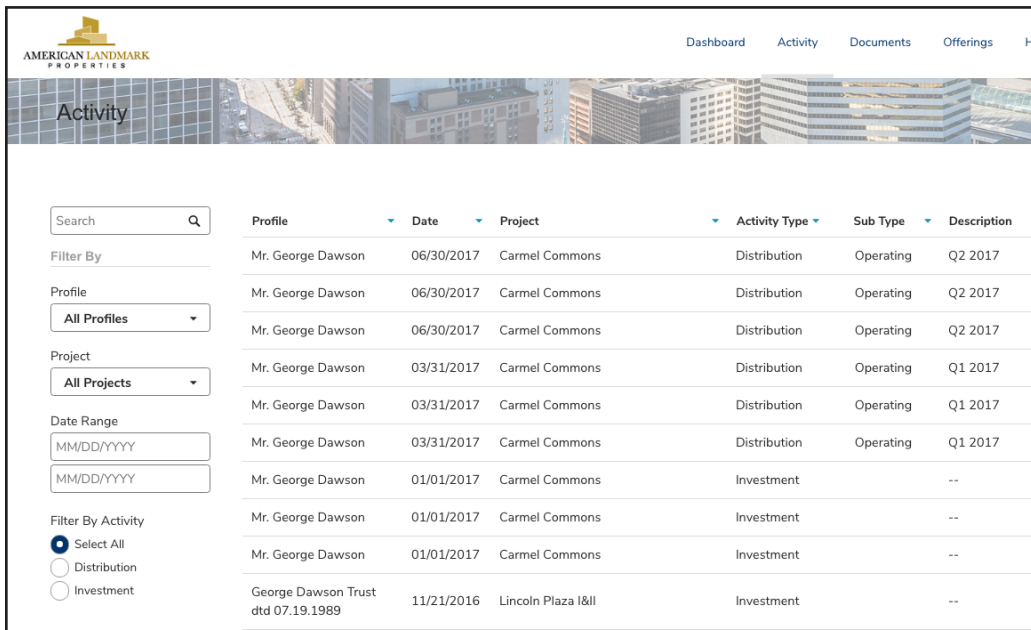 AMERICAN LANDMARK
PROPERTIES
Dashboard Activity Documents Offerings H
Activity
Search
Filter By
Profile
All Profiles
Project
All Projects
Date Range
MM/DD/YYYY
MM/DD/YYYY
Filter By Activity
Select All
Distribution
Investment
Profile Date Project Activity Type Sub Type Description
Mr. George Dawson 06/30/2017 Carmel Commons Distribution Operating Q2 2017
Mr. George Dawson 06/30/2017 Carmel Commons Distribution Operating Q2 2017
Mr. George Dawson 06/30/2017 Carmel Commons Distribution Operating Q2 2017
Mr. George Dawson 03/31/2017 Carmel Commons Distribution Operating Q1 2017
Mr. George Dawson 03/31/2017 Carmel Commons Distribution Operating Q1 2017
Mr. George Dawson 03/31/2017 Carmel Commons Distribution Operating Q1 2017
Mr. George Dawson 01/01/2017 Carmel Commons Investment --
Mr. George Dawson 01/01/2017 Carmel Commons Investment --
Mr. George Dawson 01/01/2017 Carmel Commons Investment --
George Dawson Trust
dtd 07.19.1989 11/21/2016 Lincoln Plaza I&II Investment --